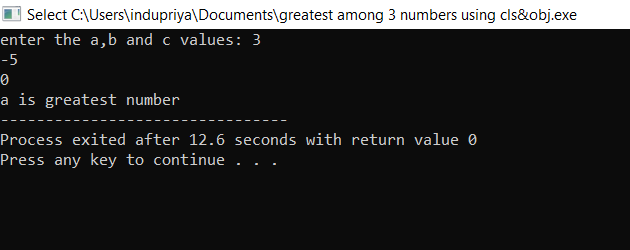 Select C:\Users\indupriya\Documents\greatest among 3 numbers using cls&obj.exe
enter the a,b and c values: 3
-5
0
a is greatest number
--------------------------------
Process exited after 12.6 seconds with return value 0
Press any key to continue . . .